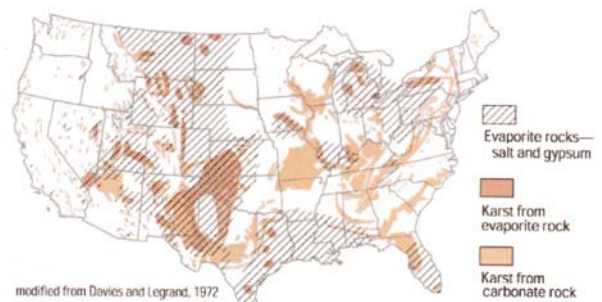 Evaporite rocks—
salt and gypsum
Karst from
evaporite rock
Karst from
carbonate rock
modified from Davies and Legrand, 1972